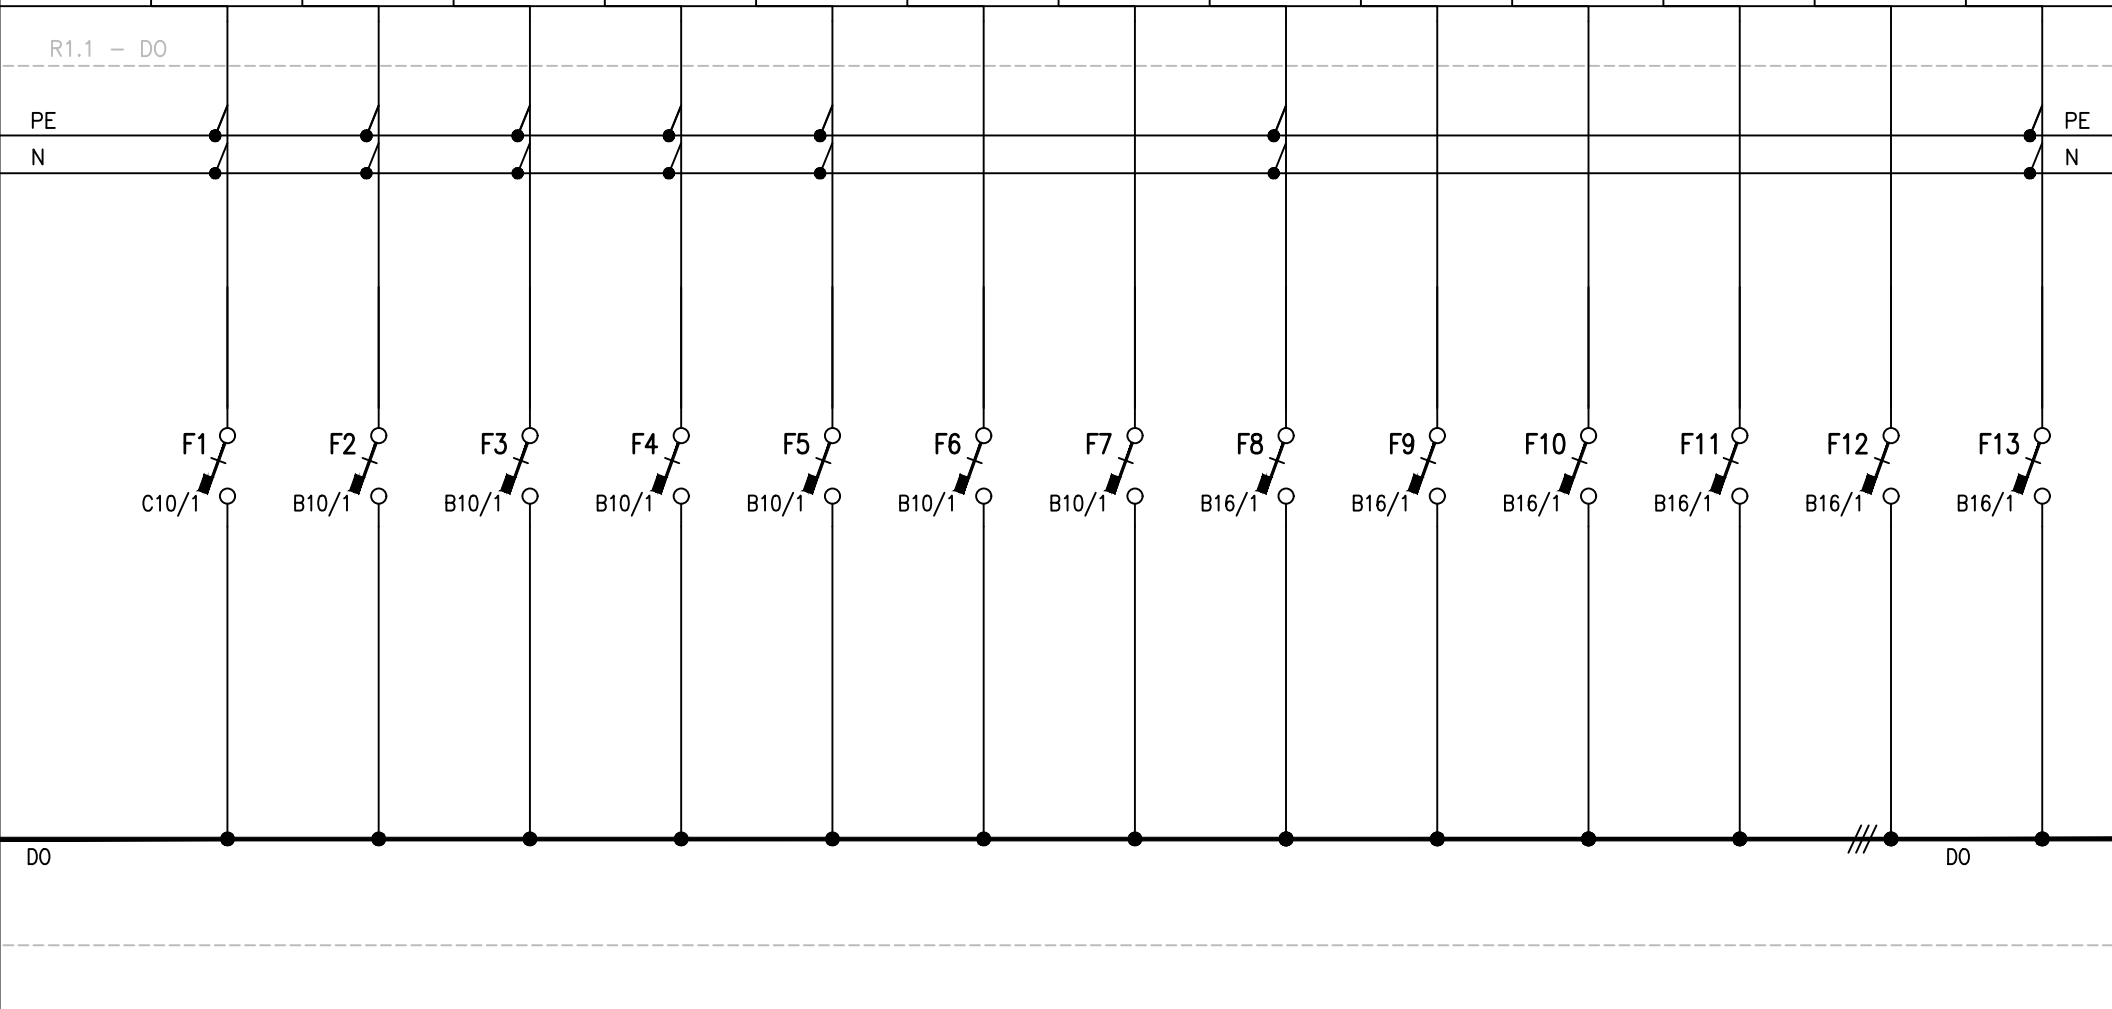 R1.1 – DO
PE PE
N N
F1 F2 F3 F4 F5 F6 F7 F8 F9 F10 F11 F12 F13
C10/1 B10/1 B10/1 B10/1 B10/1 B10/1 B10/1 B16/1 B16/1 B16/1 B16/1 B16/1 B16/1
DO DO